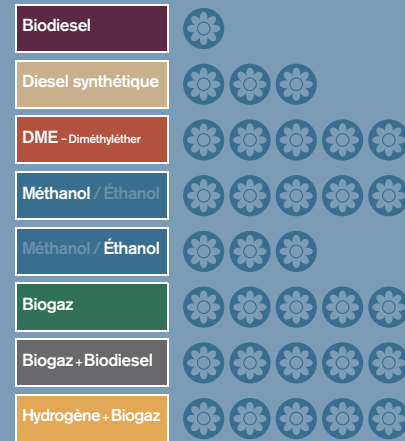 Biodiesel
Diesel synthétique
DME – Diméthyléther
Méthanol / Éthanol
Méthanol / Éthanol
Biogaz
Biogaz + Biodiesel
Hydrogène + Biogaz